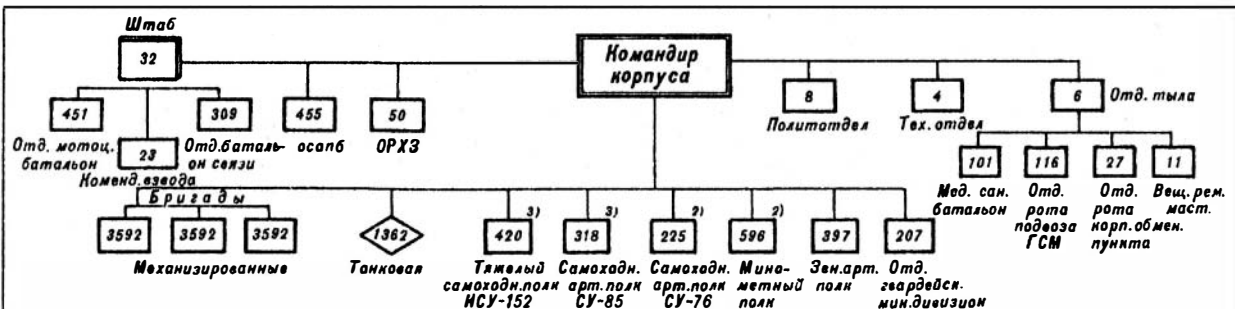 Штаб
32
Командир
корпуса
451
309
455
50
8
4
6
Отд. тыла
Отд. мотоц.
батальон
23
Отд. баталь-
он связи
осапб
ОРХЗ
Политотдел
Тех. отдел
Коменд. взвода
101
116
27
11
Мед. сан.
батальон
Отд.
рота
подвоза
ГСМ
Отд.
рота
корп. обмен.
пункта
Вещ. рем.
маст.
Бригады
3592
3592
3592
1362
420
3)
318
3)
225
2)
596
2)
397
207
Механизированные
Танковая
Тяжелый
самоходн. полк
ИСУ-152
Самоходн.
арт. полк
СУ-85
Самоходн.
арт. полк
СУ-76
Мино-
метный
полк
Зен. арт.
полк
Отд.
гвардейск.
мин. дивизион